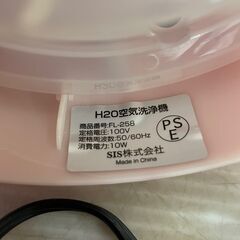 H20空気洗浄機
商品番号:FL-258
定格電圧:100V
定格周波数:50/60Hz
消費電力:10W
SIS株式会社
Made in China
PS
E